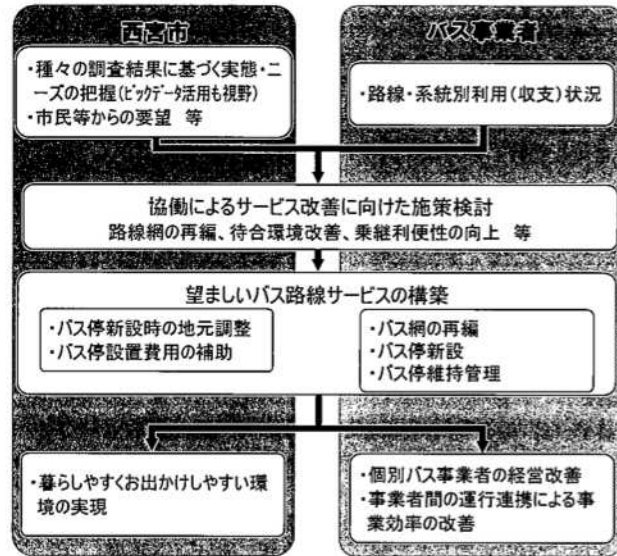 西宮市
バス事業者
・種々の調査結果に基づく実態・ニ
ーズの把握(ビックデータ活用も視野)
・市民等からの要望 等
・路線・系統別利用(収支)状況
協働によるサービス改善に向けた施策検討
路線網の再編、待合環境改善、乗継利便性の向上 等
望ましいバス路線サービスの構築
・バス停新設時の地元調整
・バス停設置費用の補助
・バス網の再編
・バス停新設
・バス停維持管理
・暮らしやすくお出かけしやすい環
境の実現
・個別バス事業者の経営改善
・事業者間の運行連携による事
業効率の改善